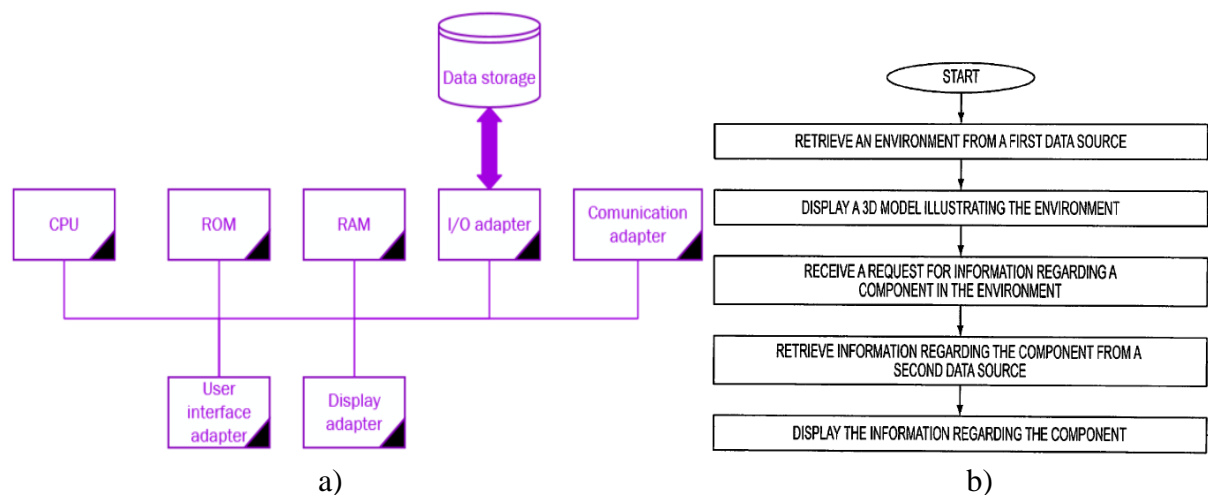 Data storage
CPU
ROM
RAM
I/O adapter
Comunication
adapter
User
interface
adapter
Display
adapter
a)
START
RETRIEVE AN ENVIRONMENT FROM A FIRST DATA SOURCE
DISPLAY A 3D MODEL ILLUSTRATING THE ENVIRONMENT
RECEIVE A REQUEST FOR INFORMATION REGARDING A
COMPONENT IN THE ENVIRONMENT
RETRIEVE INFORMATION REGARDING THE COMPONENT FROM A
SECOND DATA SOURCE
DISPLAY THE INFORMATION REGARDING THE COMPONENT
b)